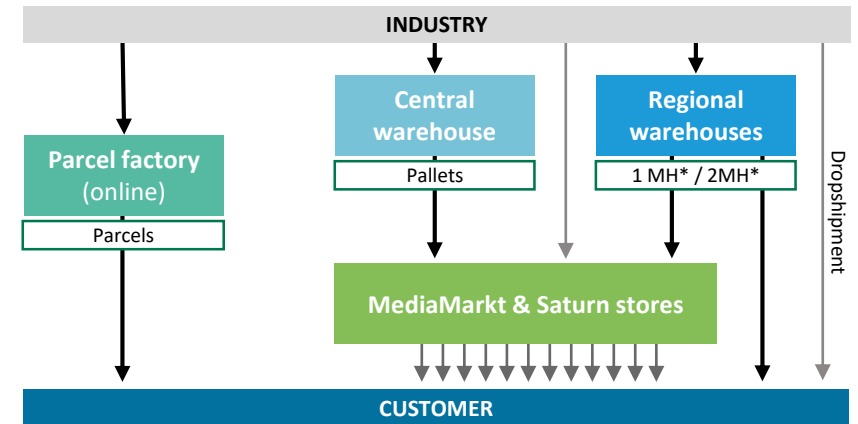 INDUSTRY
Central
warehouse
Regional
warehouses
Parcel factory
(online)
Pallets
1 MH* / 2MH*
Dropshipment
Parcels
MediaMarkt & Saturn stores
CUSTOMER